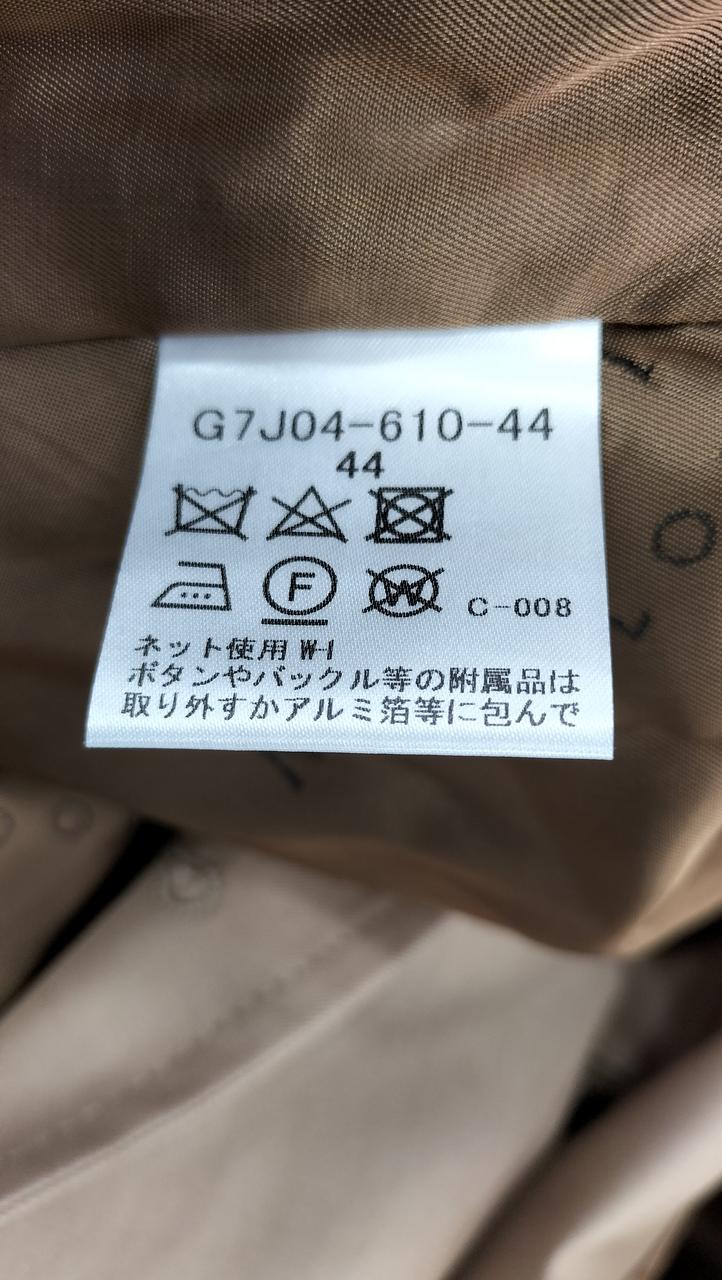 G7J04-610-44
44
F
W
C-008
ネット使用 W-I
ボタンやバックル等の附属品は
取り外すかアルミ箔等に包んで